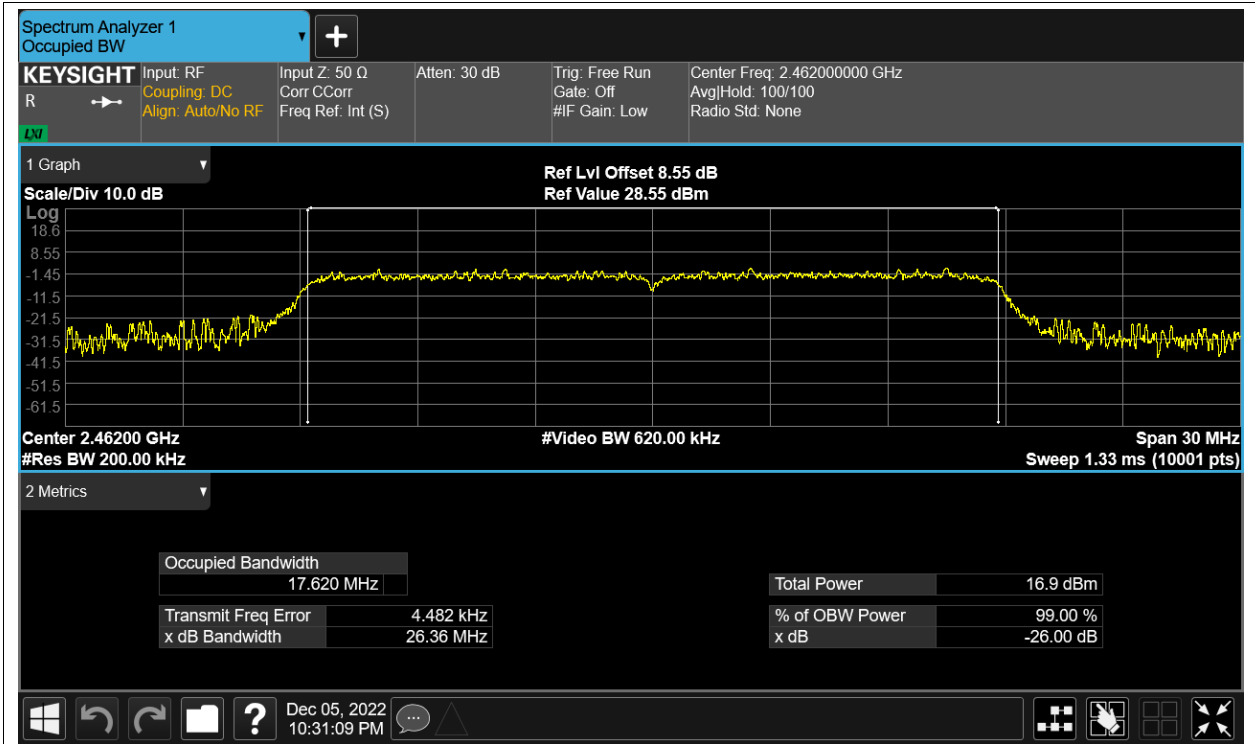 Spectrum Analyzer 1
Occupied BW
KEYSIGHT
R
LXI
Input: RF
Coupling: DC
Align: Auto/No RF
Input Z: 50 Ω
Corr CCorr
Freq Ref: Int (S)
Atten: 30 dB
Trig: Free Run
Gate: Off
#IF Gain: Low
Center Freq: 2.462000000 GHz
Avg|Hold: 100/100
Radio Std: None
1 Graph
Scale/Div 10.0 dB
Ref Lvl Offset 8.55 dB
Ref Value 28.55 dBm
Log
18.6
8.55
-1.45
-11.5
-21.5
-31.5
-41.5
-51.5
-61.5
Center 2.46200 GHz
#Video BW 620.00 kHz
Span 30 MHz
#Res BW 200.00 kHz
Sweep 1.33 ms (10001 pts)
2 Metrics
Occupied Bandwidth
17.620 MHz
Total Power 16.9 dBm
Transmit Freq Error 4.482 kHz
% of OBW Power 99.00 %
x dB Bandwidth 26.36 MHz
x dB -26.00 dB
?
Dec 05, 2022
10:31:09 PM